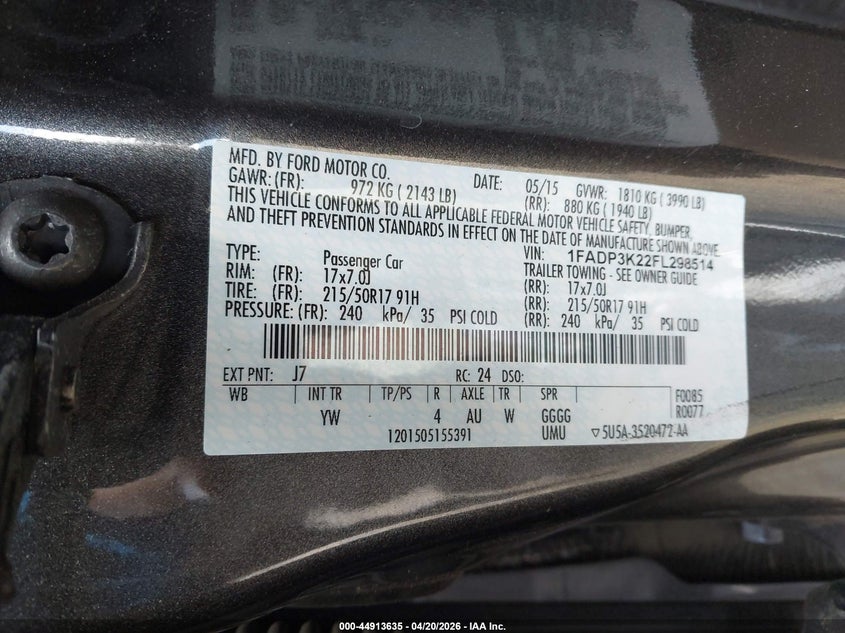 MFD. BY FORD MOTOR CO. DATE: 05/15 GVWR: 1810 KG ( 3990 LB)
GAWR: (FR): 972 KG ( 2143 LB) (RR): 880 KG ( 1940 LB)
THIS VEHICLE CONFORMS TO ALL APPLICABLE FEDERAL MOTOR VEHICLE SAFETY, BUMPER,
AND THEFT PREVENTION STANDARDS IN EFFECT ON THE DATE OF MANUFACTURE SHOWN ABOVE.
VIN: 1FADP3K22FL298514
TYPE: Passenger Car TRAILER TOWING - SEE OWNER GUIDE
RIM: (FR) 17x7.0J (RR): 17x7.0J
TIRE: (FR) 215/50R17 91H (RR): 215/50R17 91H
PRESSURE: (FR): 240 kPa/ 35 PSI COLD (RR): 240 kPa/ 35 PSI COLD
EXT PNT: J7 RC: 24 DSO:
WB INT TR TP/PS R AXLE TR SPR F0085
YW 4 AU W GGGG R0077
1201505155391 UMU ▽5U5A-3520472-AA
000-44913635 - 04/20/2026 - IAA Inc.